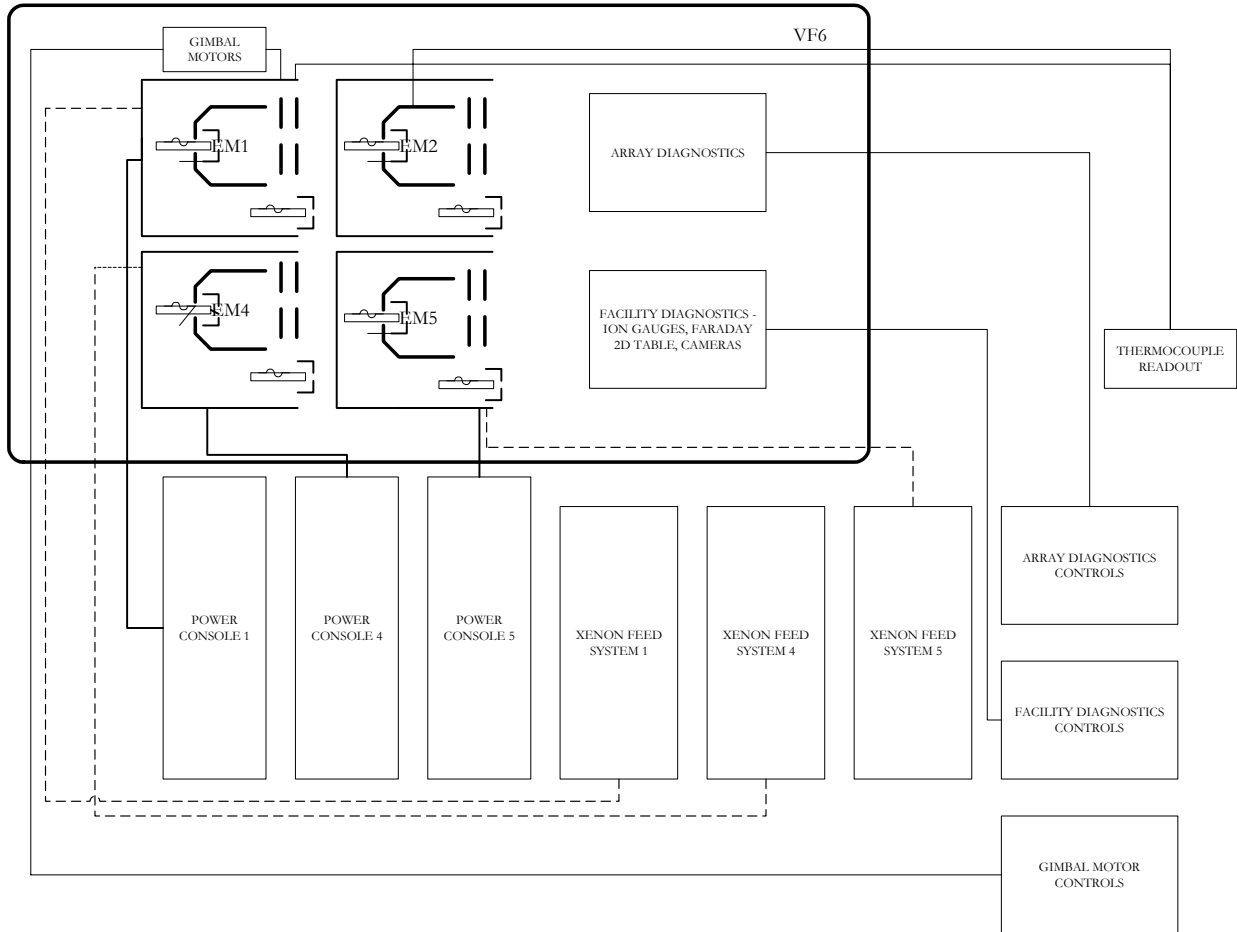 GIMBAL
MOTORS
VF6
EM1
EM2
ARRAY DIAGNOSTICS
EM4
EM5
FACILITY DIAGNOSTICS -
ION GAUGES, FARADAY
2D TABLE, CAMERAS
THERMOCOUPLE
READOUT
POWER
CONSOLE 1
POWER
CONSOLE 4
POWER
CONSOLE 5
XENON FEED
SYSTEM 1
XENON FEED
SYSTEM 4
XENON FEED
SYSTEM 5
ARRAY DIAGNOSTICS
CONTROLS
FACILITY DIAGNOSTICS
CONTROLS
GIMBAL MOTOR
CONTROLS